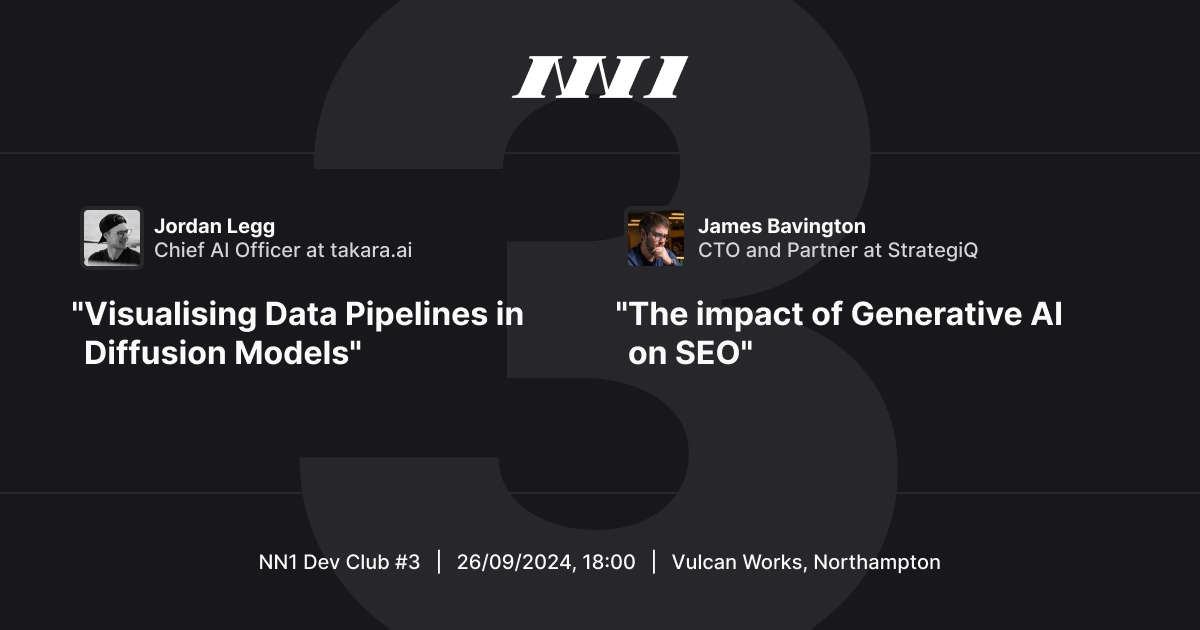 NN1
Jordan Legg
Chief AI Officer at takara.ai
"Visualising Data Pipelines in
Diffusion Models"
James Bavington
CTO and Partner at StrategiQ
"The impact of Generative AI
on SEO"
3
NN1 Dev Club #3 | 26/09/2024, 18:00 | Vulcan Works, Northampton